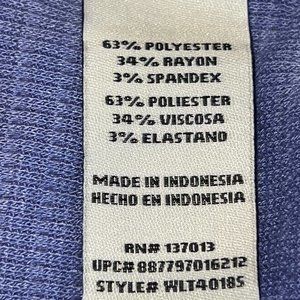 63% POLYESTER
34% RAYON
3% SPANDEX
63% POLIESTER
34% VISCOSA
3% ELASTANO
MADE IN INDONESIA
HECHO EN INDONESIA
RN# 137013
UPC# 887797016212
STYLE# WLT40185